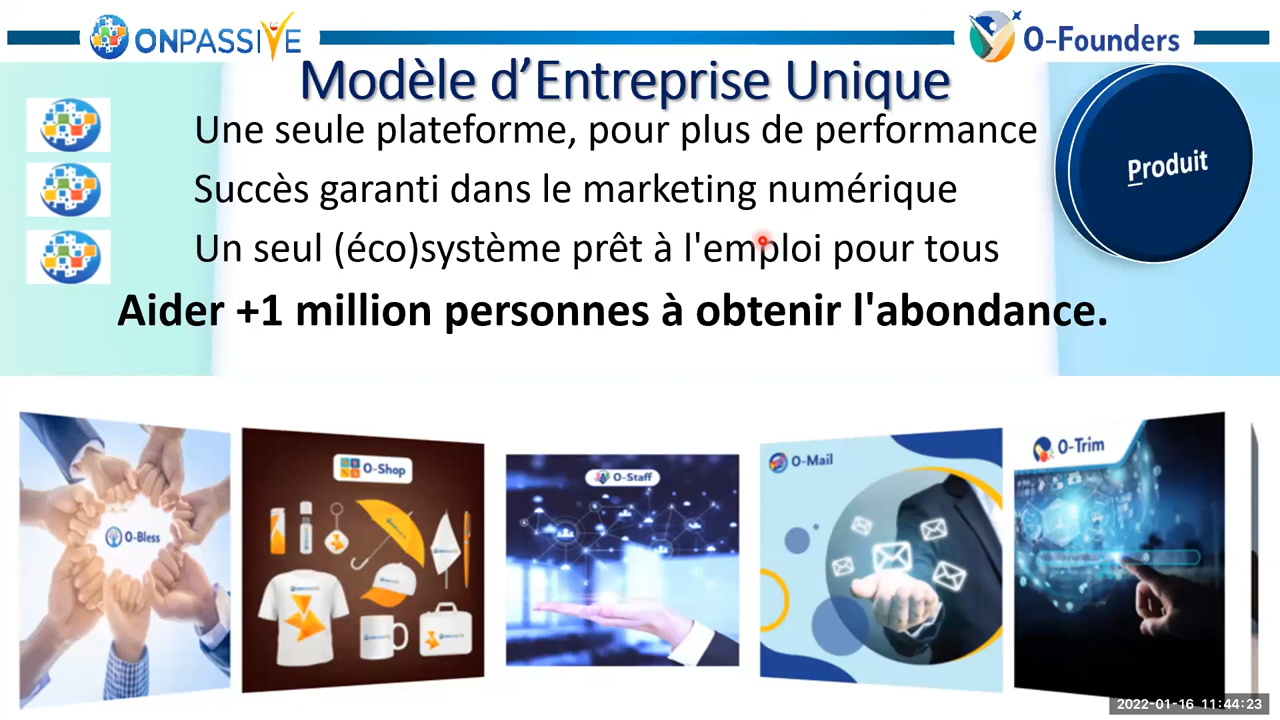 ONPASSIVE
O-Founders
Modèle d’Entreprise Unique
Une seule plateforme, pour plus de performance
Succès garanti dans le marketing numérique
Un seul (éco)système prêt à l'emploi pour tous
Aider +1 million personnes à obtenir l'abondance.
Produit
O-Bless
O-Shop
O-Staff
O-Mail
O-Trim
2022-01-16 11:44:23